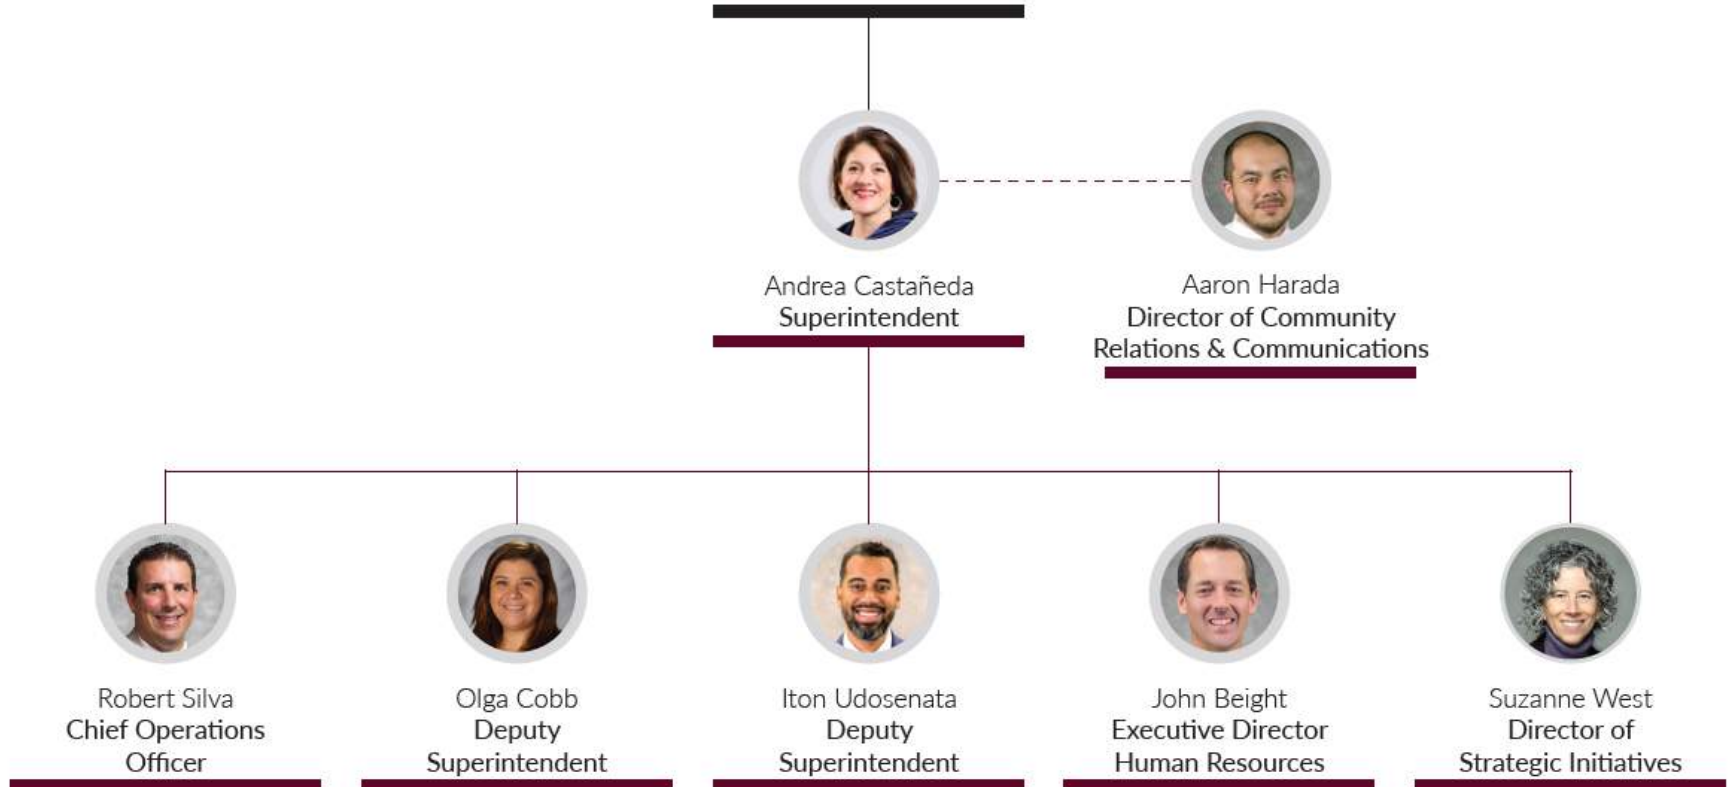 Andrea Castañeda
Superintendent
Aaron Harada
Director of Community
Relations & Communications
Robert Silva
Chief Operations
Officer
Olga Cobb
Deputy
Superintendent
Iton Udosenata
Deputy
Superintendent
John Beight
Executive Director
Human Resources
Suzanne West
Director of
Strategic Initiatives